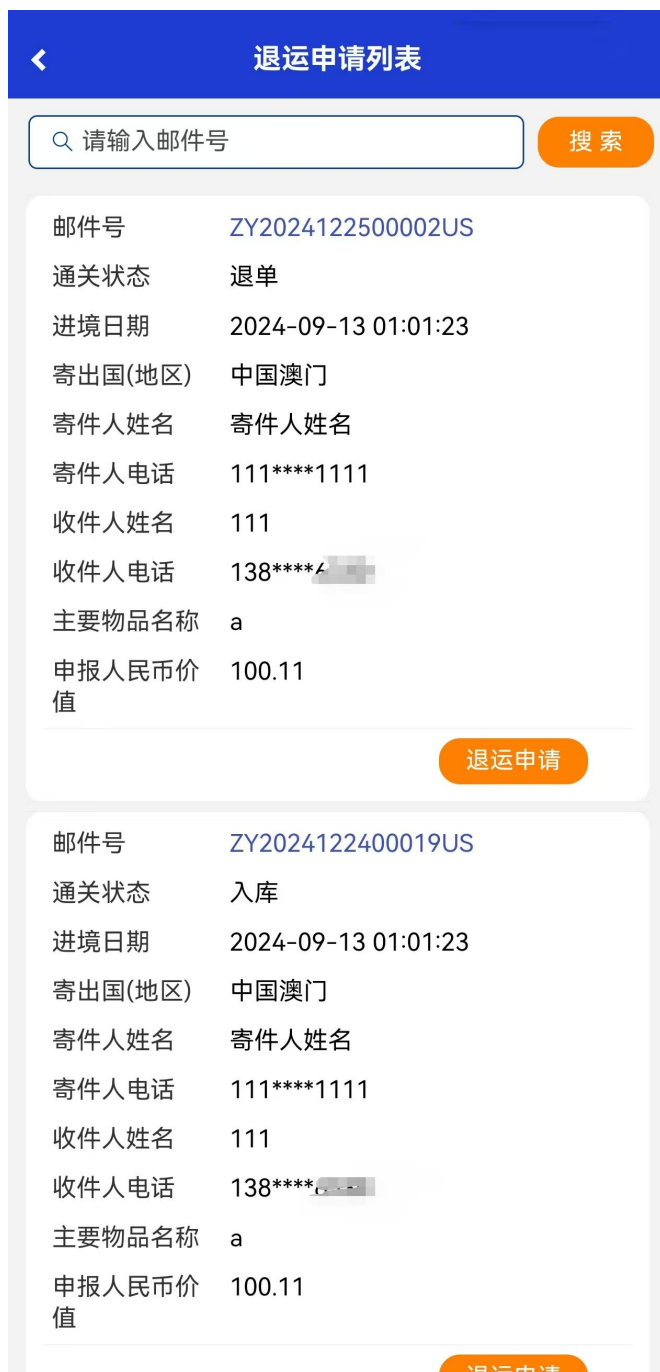 退运申请列表
请输入邮件号
搜 索
邮件号 ZY2024122500002US
通关状态 退单
进境日期 2024-09-13 01:01:23
寄出国(地区) 中国澳门
寄件人姓名 寄件人姓名
寄件人电话 111****1111
收件人姓名 111
收件人电话 138****
主要物品名称 a
申报人民币价 100.11
值
退运申请
邮件号 ZY2024122400019US
通关状态 入库
进境日期 2024-09-13 01:01:23
寄出国(地区) 中国澳门
寄件人姓名 寄件人姓名
寄件人电话 111****1111
收件人姓名 111
收件人电话 138****
主要物品名称 a
申报人民币价 100.11
值
退运申请